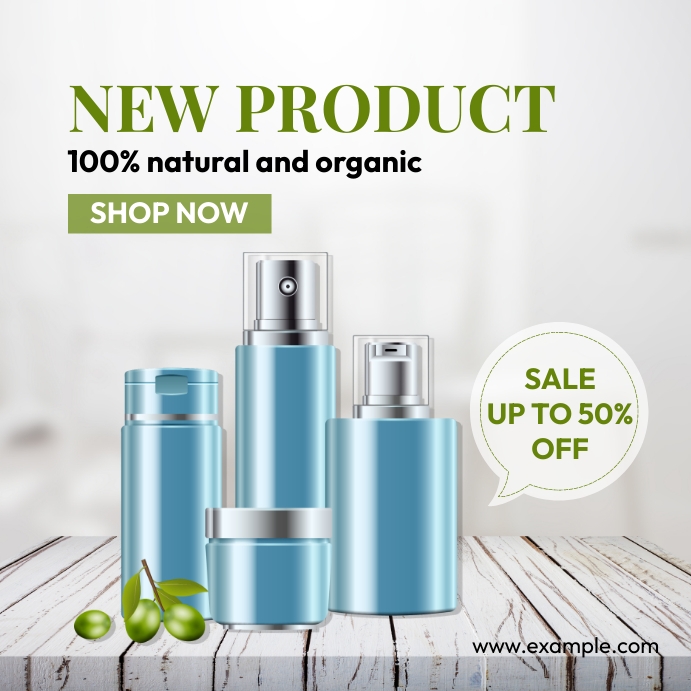 NEW PRODUCT
100% natural and organic
SHOP NOW
SALE
UP TO 50%
OFF
www.example.com